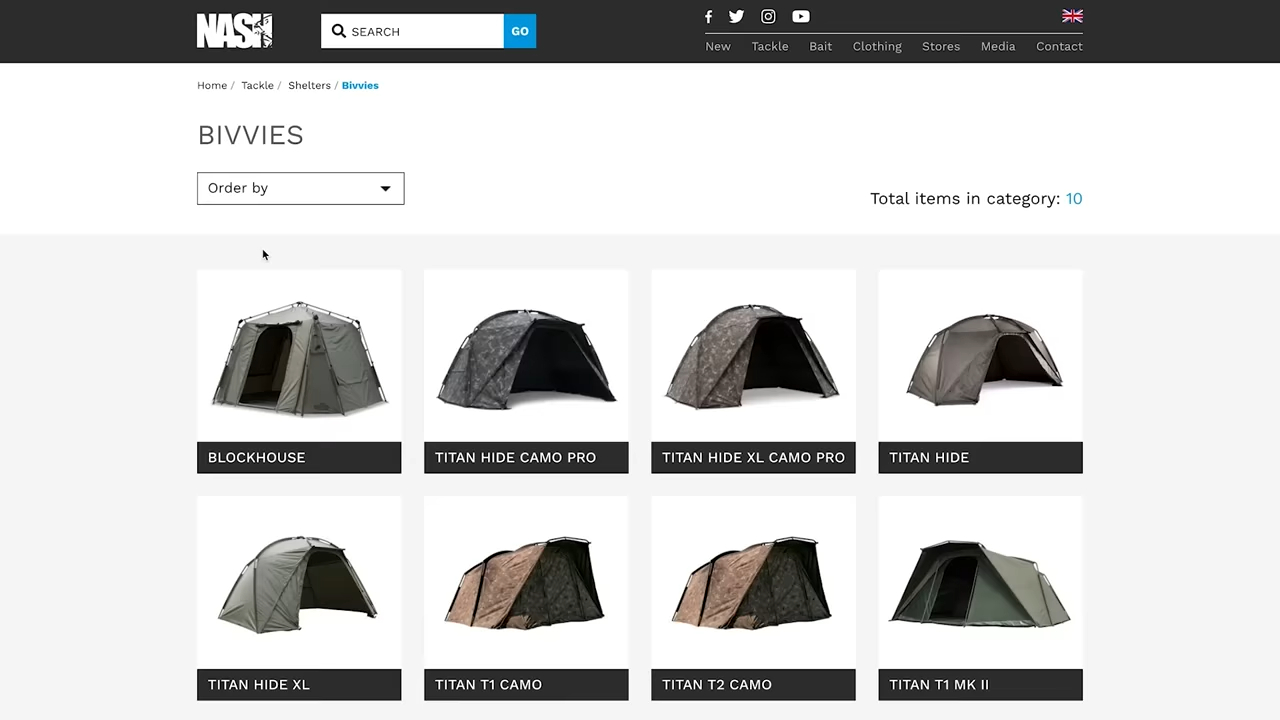 NASH
SEARCH
GO
New Tackle Bait Clothing Stores Media Contact
Home / Tackle / Shelters / Bivvies
BIVVIES
Order by
Total items in category: 10
BLOCKHOUSE
TITAN HIDE CAMO PRO
TITAN HIDE XL CAMO PRO
TITAN HIDE
TITAN HIDE XL
TITAN T1 CAMO
TITAN T2 CAMO
TITAN T1 MK II